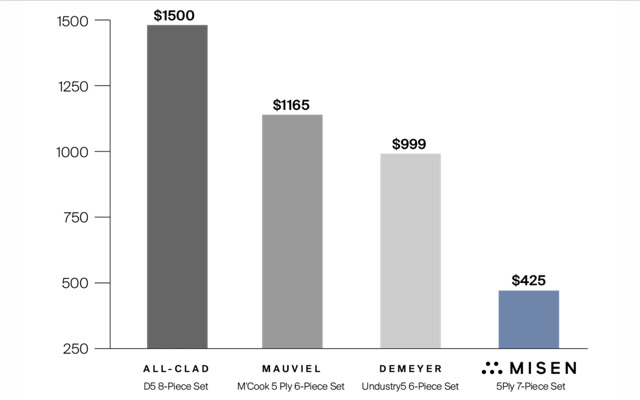 $1500
1500
1250
$1165
1000
$999
750
500
$425
250
ALL-CLAD
D5 8-Piece Set
MAUVIEL
M'Cook 5 Ply 6-Piece Set
DEMEYER
Undustry5 6-Piece Set
MISEN
5Ply 7-Piece Set